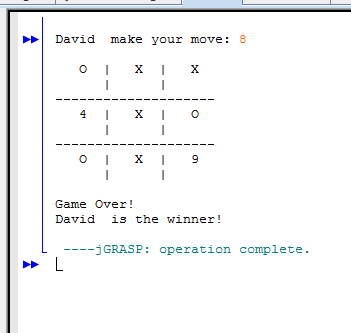 David  make your move: 8
O | X | X
| |
--------------------
4 | X | O
| |
--------------------
O | X | 9
| |
Game Over!
David  is the winner!
----jGRASP: operation complete.